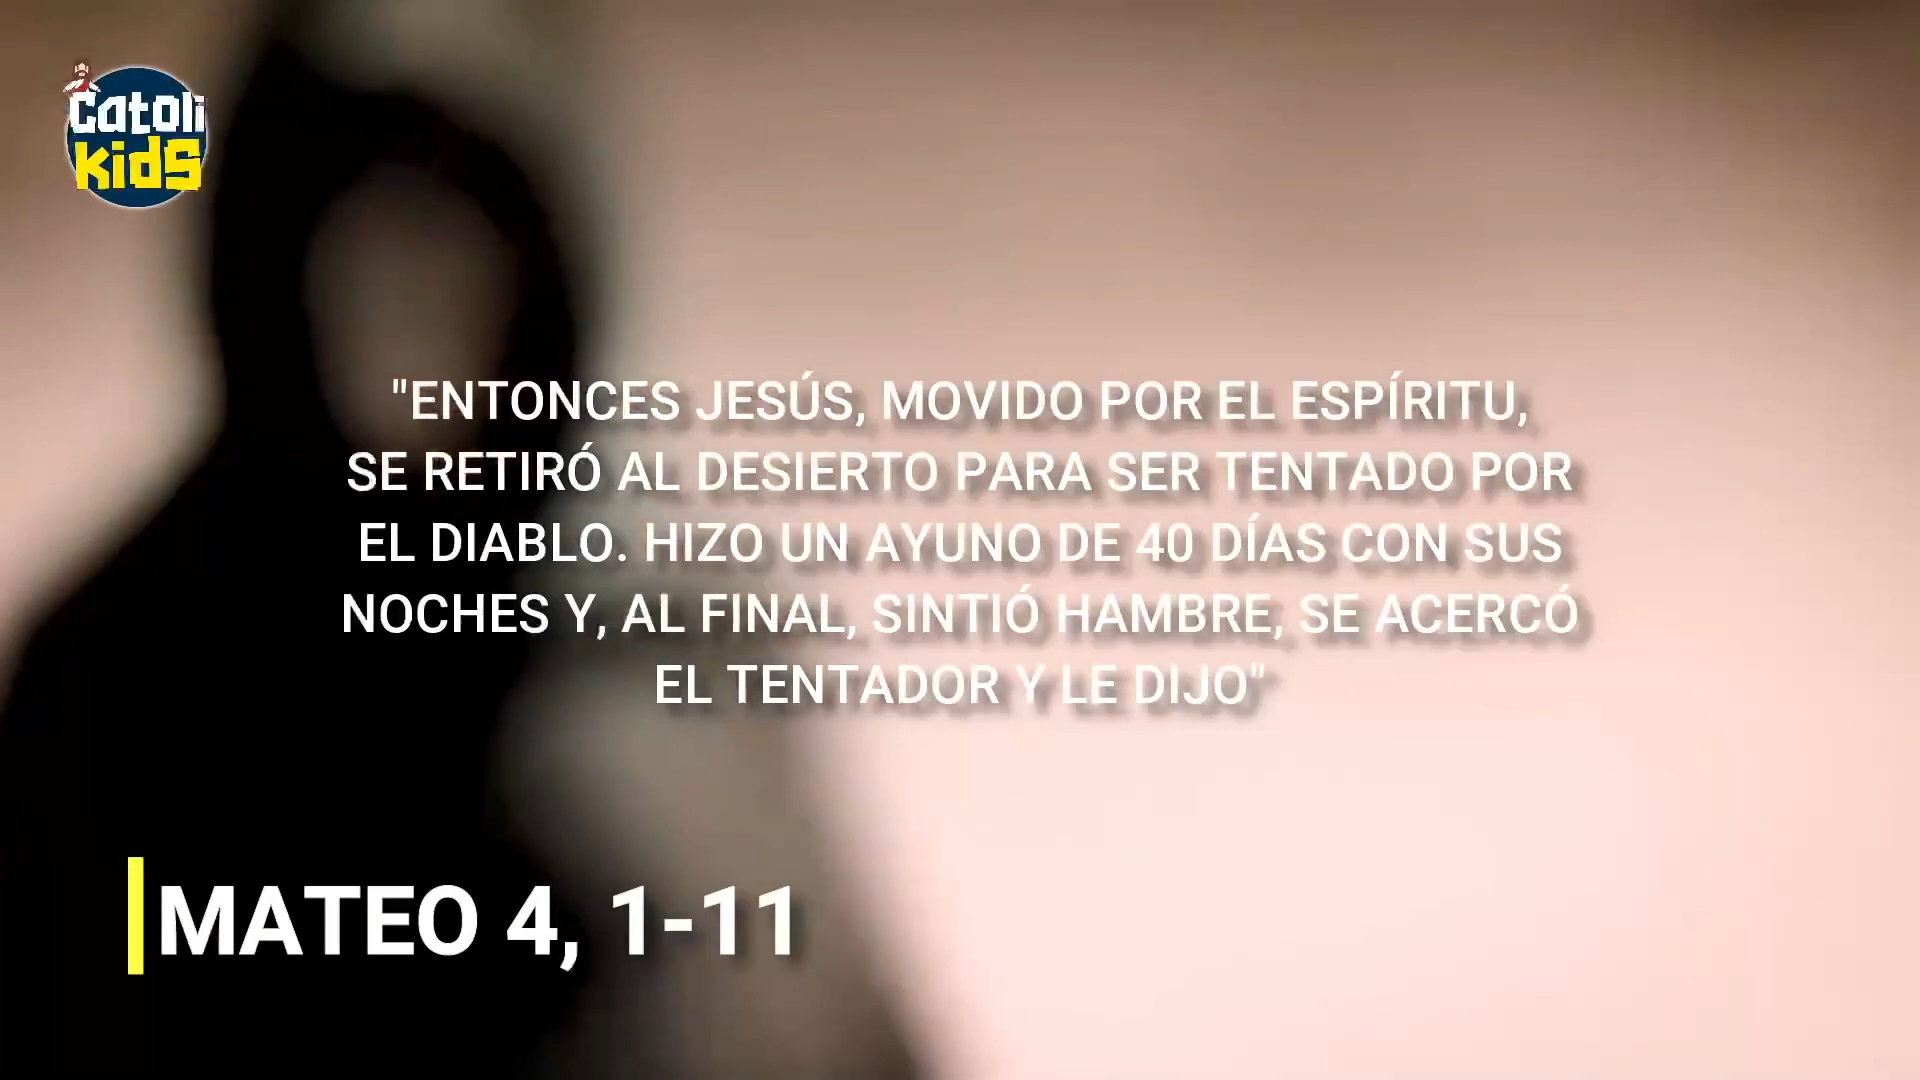 Catoli
Kids
"ENTONCES JESÚS, MOVIDO POR EL ESPÍRITU,
SE RETIRÓ AL DESIERTO PARA SER TENTADO POR
EL DIABLO. HIZO UN AYUNO DE 40 DÍAS CON SUS
NOCHES Y, AL FINAL, SINTIÓ HAMBRE, SE ACERCÓ
EL TENTADOR Y LE DIJO"
MATEO 4, 1-11